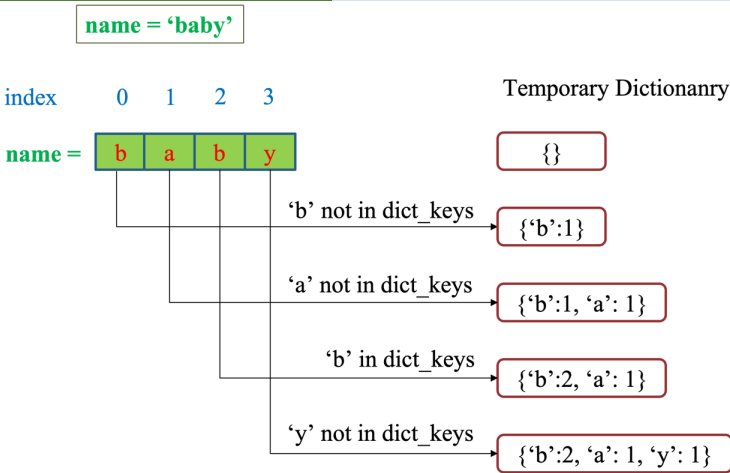 name = ‘baby’
Temporary Dictionanry
index 0 1 2 3
name = b a b y
{}
‘b’ not in dict_keys
{‘b’:1}
‘a’ not in dict_keys
{‘b’:1, ‘a’: 1}
‘b’ in dict_keys
{‘b’:2, ‘a’: 1}
‘y’ not in dict_keys
{‘b’:2, ‘a’: 1, ‘y’: 1}